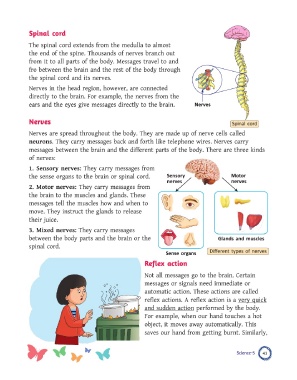 Spinal cord
The spinal cord extends from the medulla to almost
the end of the spine. Thousands of nerves branch out
from it to all parts of the body. Messages travel to and
fro between the brain and the rest of the body through
the spinal cord and its nerves.
Nerves in the head region, however, are connected
directly to the brain. For example, the nerves from the
ears and the eyes give messages directly to the brain.
Nerves
Spinal cord
Nerves
Nerves are spread throughout the body. They are made up of nerve cells called
neurons. They carry messages back and forth like telephone wires. Nerves carry
messages between the brain and the different parts of the body. There are three kinds
of nerves:
1. Sensory nerves: They carry messages from
the sense organs to the brain or spinal cord.
2. Motor nerves: They carry messages from
the brain to the muscles and glands. These
messages tell the muscles how and when to
move. They instruct the glands to release
their juice.
3. Mixed nerves: They carry messages
between the body parts and the brain or the
spinal cord.
Sensory
nerves
Motor
nerves
Glands and muscles
Sense organs
Different types of nerves
Reflex action
Not all messages go to the brain. Certain
messages or signals need immediate or
automatic action. These actions are called
reflex actions. A reflex action is a very quick
and sudden action performed by the body.
For example, when our hand touches a hot
object, it moves away automatically. This
saves our hand from getting burnt. Similarly,
Science-5